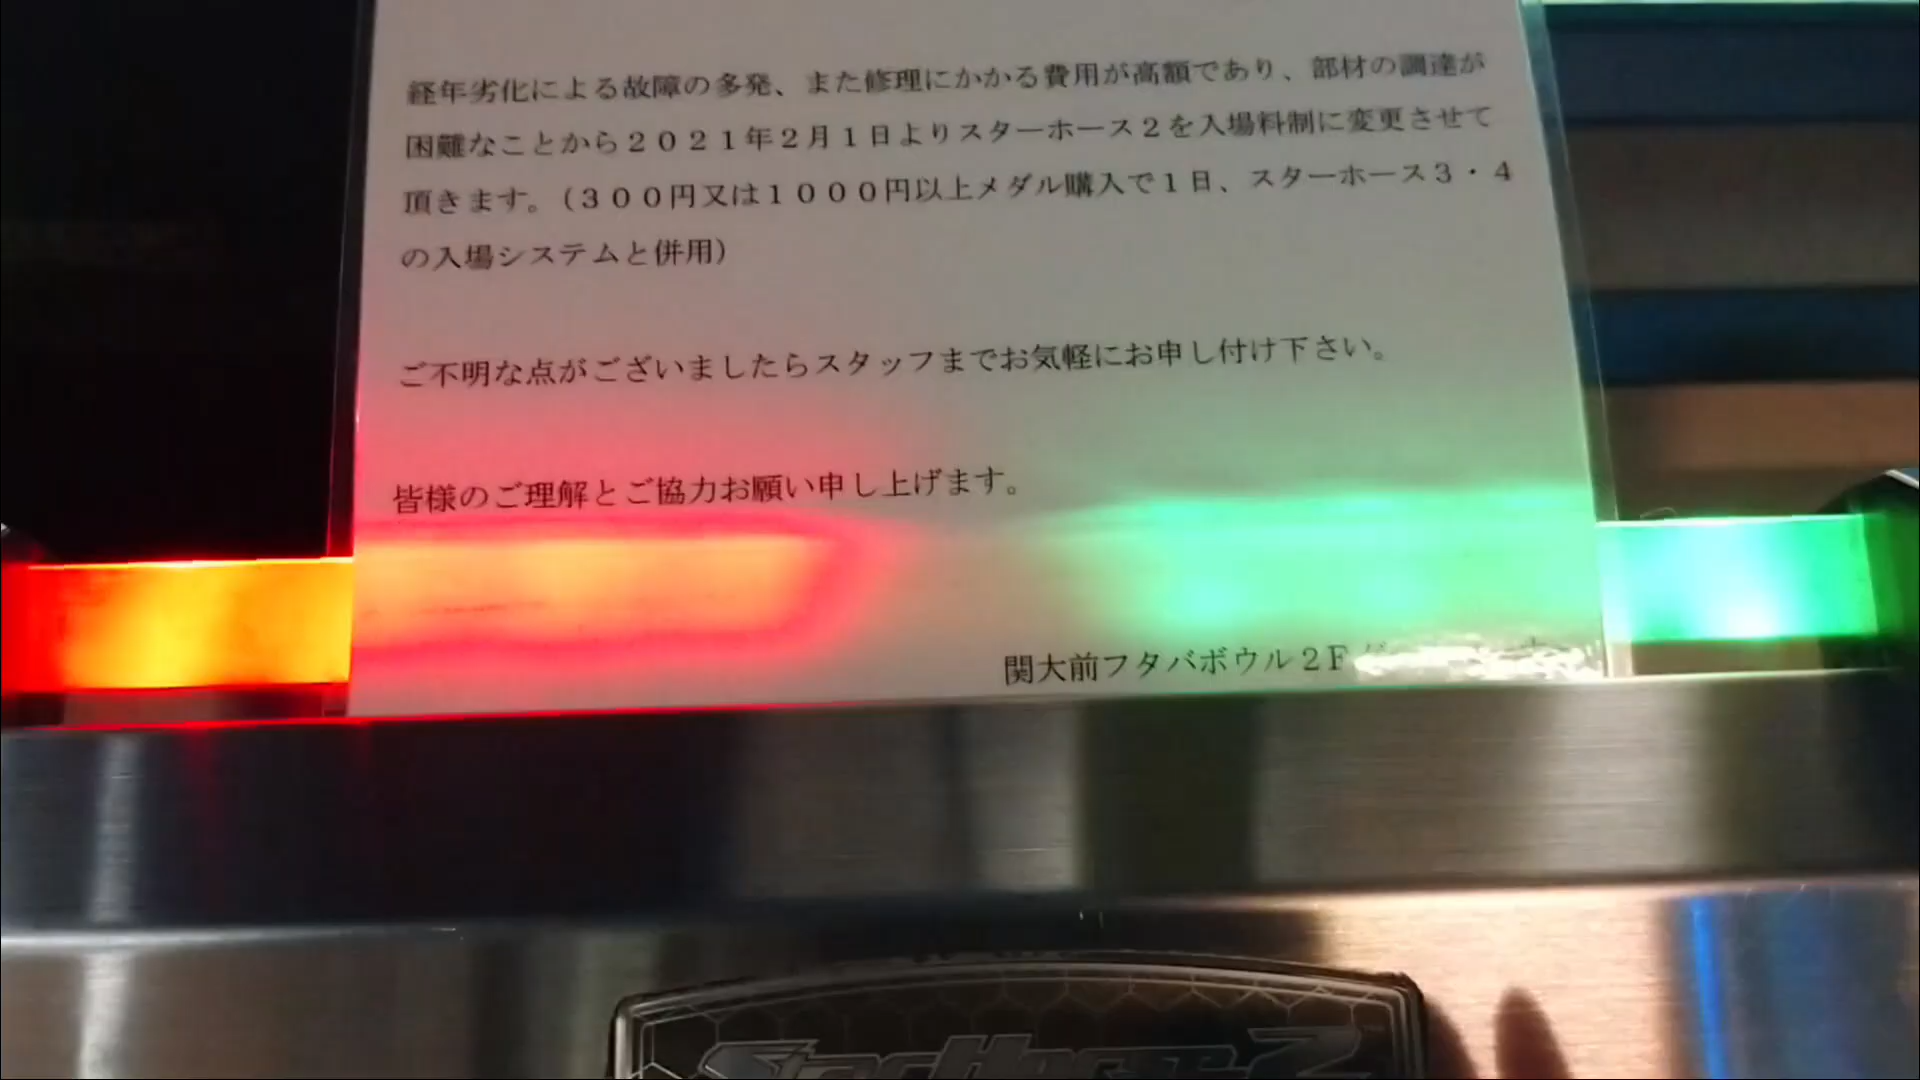 経年劣化による故障の多発、また修理にかかる費用が高額であり、部材の調達が
困難なことから２０２１年２月１日よりスターホース２を入場料制に変更させて
頂きます。（３００円又は１０００円以上メダル購入で１日、スターホース３・４
の入場システムと併用）
ご不明な点がございましたらスタッフまでお気軽にお申し付け下さい。
皆様のご理解とご協力お願い申し上げます。
関大前フタバボウル２Ｆ
StarHorse2